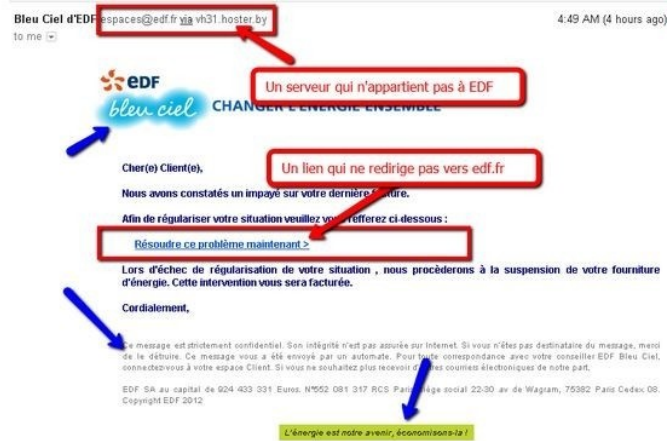 Bleu Ciel d'EDF espaces@edf.fr via vh31.hoster.by 4:49 AM (4 hours ago)
to me
Un serveur qui n'appartient pas à EDF
eDF
bleu ciel CHANGER L'ÉNERGIE ENSEMBLE
Un lien qui ne redirige pas vers edf.fr
Cher(e) Client(e),
Nous avons constatés un impayé sur votre dernière facture.
Afin de régulariser votre situation veuillez vous refferez ci-dessous :
Résoudre ce problème maintenant >
Lors d'échec de régularisation de votre situation , nous procèderons à la suspension de votre fourniture
d'énergie. Cette intervention vous sera facturée.
Cordialement,
Ce message est strictement confidentiel. Son intégrité n'est pas assurée sur Internet. Si vous n'êtes pas destinataire du message, merci
de le détruire. Ce message vous a été envoyé par un automate. Pour toute correspondance avec votre conseiller EDF Bleu Ciel,
connectez-vous à votre espace Client. Si vous ne souhaitez plus recevoir d'autres courriers électroniques de notre part,
EDF SA au capital de 924 433 331 Euros. N°552 081 317 RCS Paris siège social 22-30 av de Wagram, 75382 Paris Cedex 08.
Copyright EDF 2012
L'énergie est notre avenir, économisons-la !